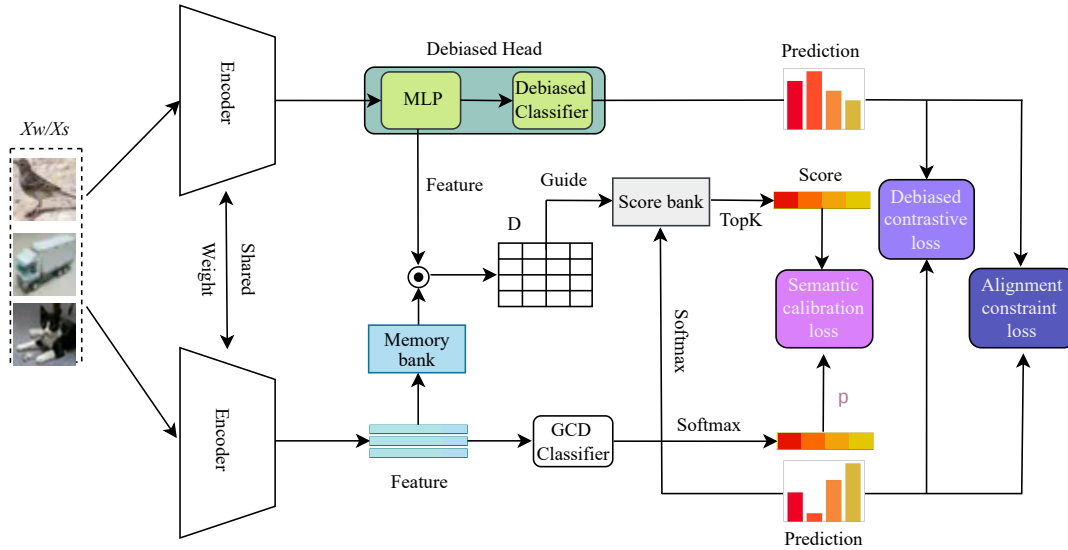 Xw/Xs
Encoder
Shared
Weight
Encoder
Debiased Head
MLP
Debiased
Classifier
Feature
D
Guide
Score bank
TopK
Memory
bank
Feature
GCD
Classifier
Softmax
Softmax
Prediction
Score
Debiased
contrastive
loss
Semantic
calibration
loss
Alignment
constraint
loss
p
Prediction